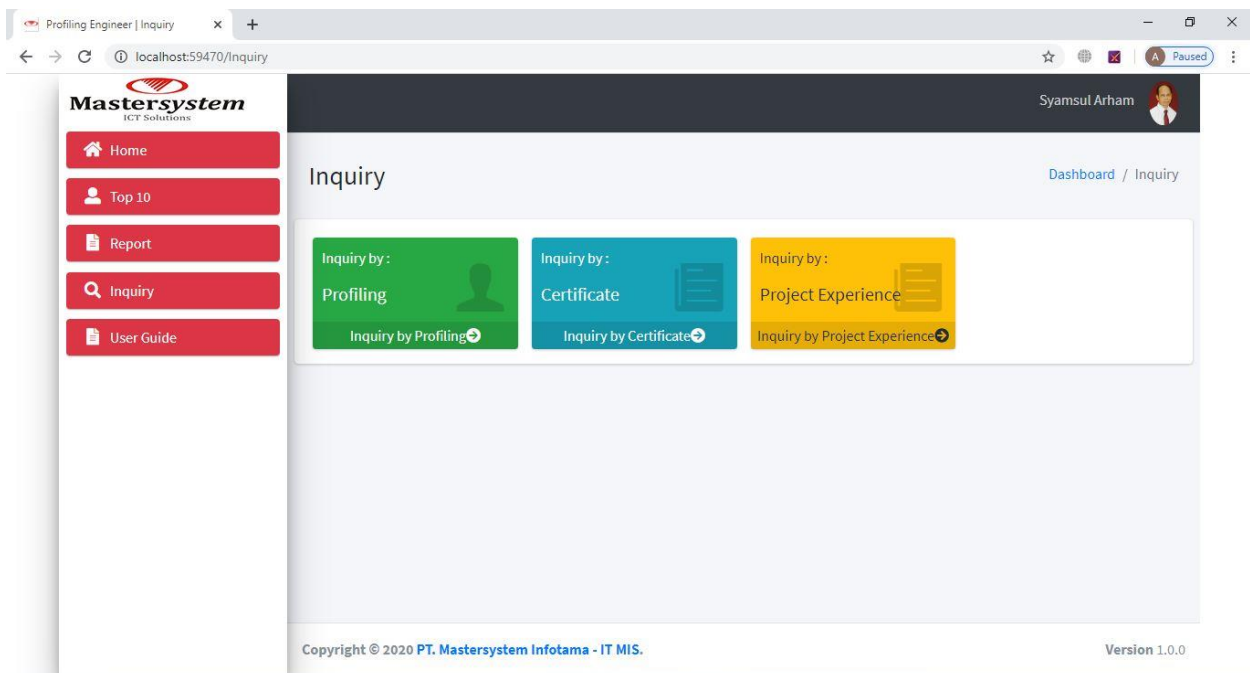 Profiling Engineer | Inquiry
localhost:59470/Inquiry
A Paused
Mastersystem
ICT Solutions
Syamsul Arham
Home
Top 10
Report
Inquiry
User Guide
Inquiry
Dashboard / Inquiry
Inquiry by :
Profiling
Inquiry by Profiling
Inquiry by :
Certificate
Inquiry by Certificate
Inquiry by :
Project Experience
Inquiry by Project Experience
Copyright © 2020 PT. Mastersystem Infotama - IT MIS.
Version 1.0.0